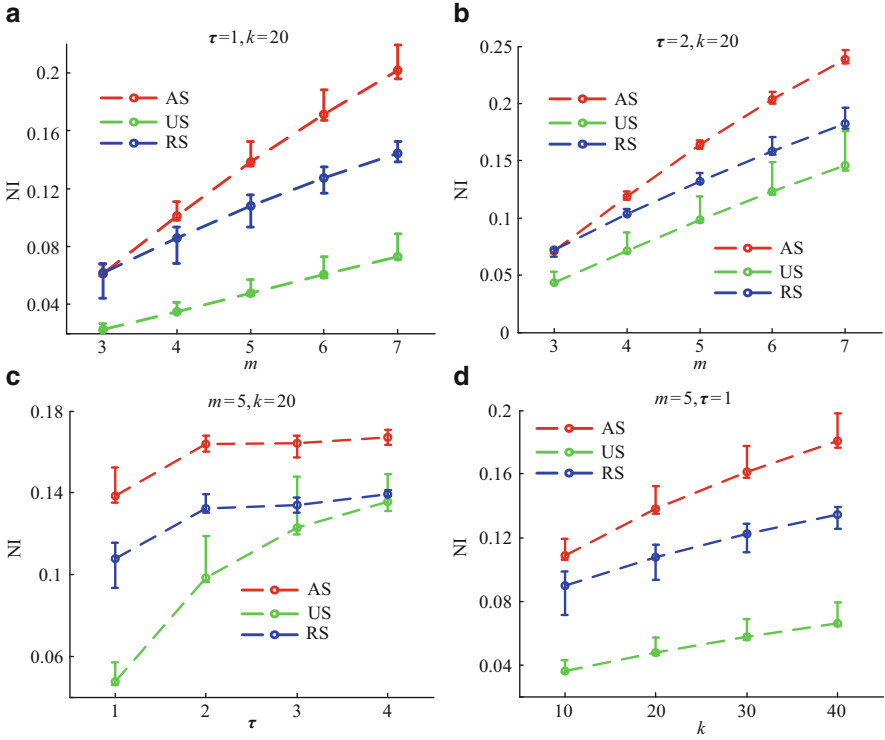 a
τ=1, k=20
NI
0.2
0.16
0.12
0.08
0.04
AS
US
RS
3 4 5 6 7
m
b
τ=2, k=20
NI
0.25
0.2
0.15
0.1
0.05
0
AS
US
RS
3 4 5 6 7
m
c
m=5, k=20
NI
0.18
0.14
0.1
0.06
AS
US
RS
1 2 3 4
τ
d
m=5, τ=1
NI
0.2
0.16
0.12
0.08
0.04
AS
US
RS
10 20 30 40
k